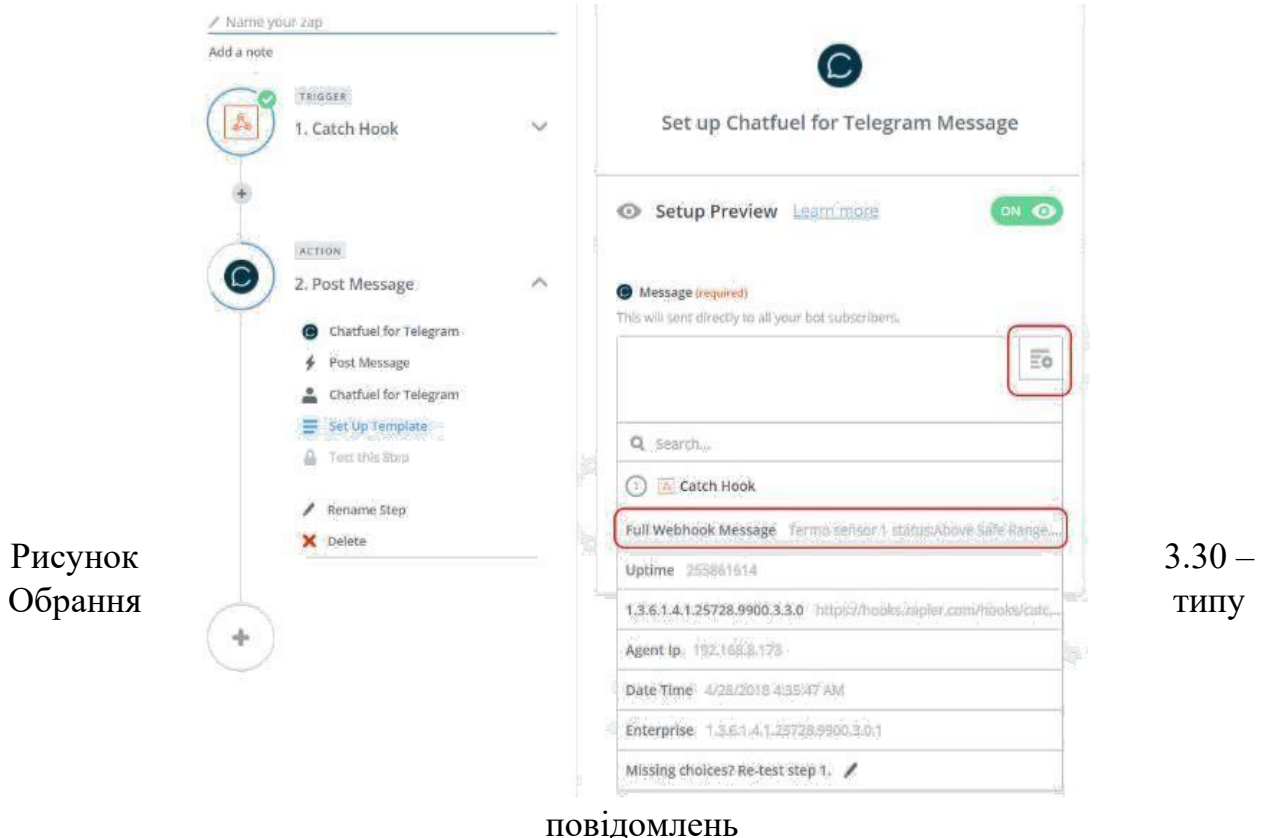 Name your zap
Add a note
TRIGGER
1. Catch Hook
ACTION
2. Post Message
Chatfuel for Telegram
Post Message
Chatfuel for Telegram
Set Up Template
Test this Step
Rename Step
Delete
Set up Chatfuel for Telegram Message
Setup Preview Learn more ON
Message (required)
This will sent directly to all your bot subscribers.
Search...
1 Catch Hook
Full Webhook Message Termo sensor 1 status:Above Safe Range...
Uptime 255861614
1.3.6.1.4.1.25728.9900.3.3.0 https://hooks.zapier.com/hooks/catc...
Agent Ip 192.168.8.173
Date Time 4/28/2018 4:35:47 AM
Enterprise 1.3.6.1.4.1.25728.9900.3.0.1
Missing choices? Re-test step 1.
Рисунок 3.30 –
Обрання типу
повідомлень